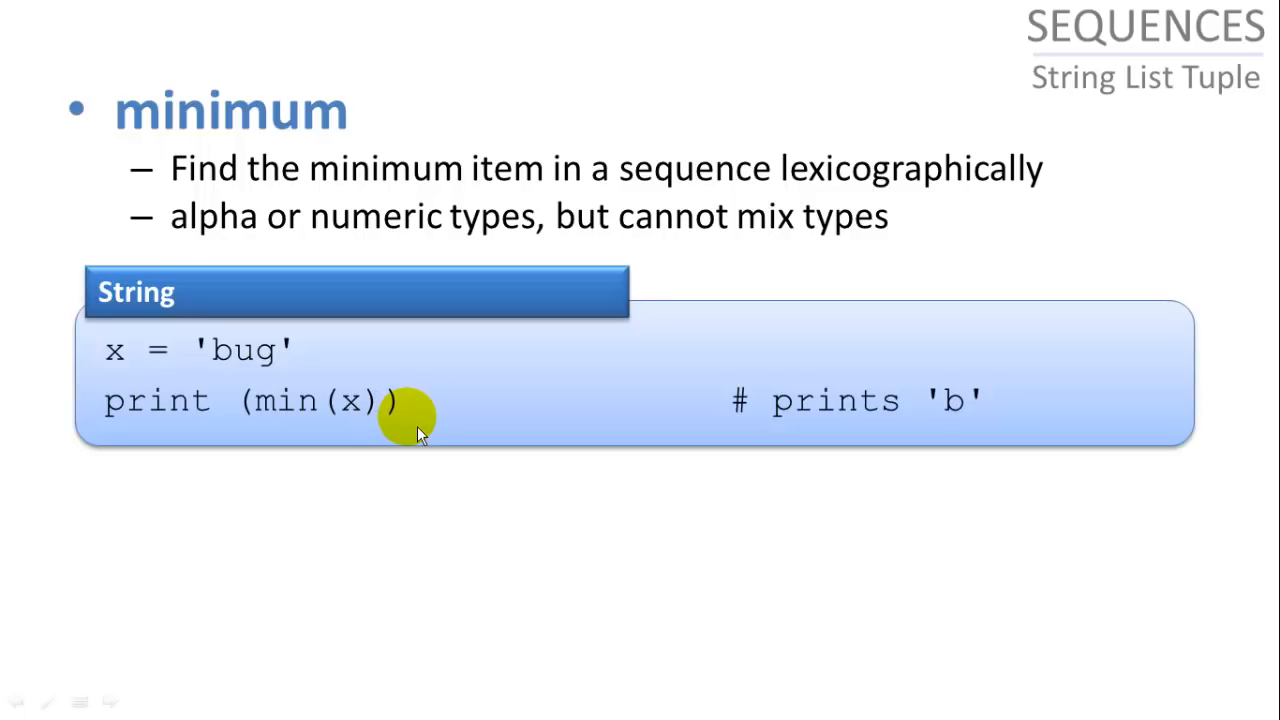 SEQUENCES
String List Tuple
• minimum
– Find the minimum item in a sequence lexicographically
– alpha or numeric types, but cannot mix types
String
x = 'bug'
print (min(x)) # prints 'b'